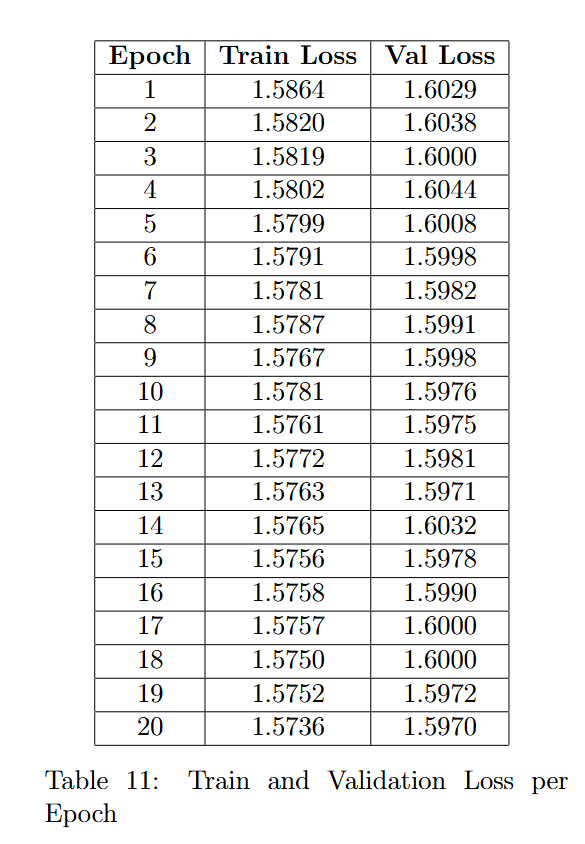 Epoch Train Loss Val Loss
1 1.5864 1.6029
2 1.5820 1.6038
3 1.5819 1.6000
4 1.5802 1.6044
5 1.5799 1.6008
6 1.5791 1.5998
7 1.5781 1.5982
8 1.5787 1.5991
9 1.5767 1.5998
10 1.5781 1.5976
11 1.5761 1.5975
12 1.5772 1.5981
13 1.5763 1.5971
14 1.5765 1.6032
15 1.5756 1.5978
16 1.5758 1.5990
17 1.5757 1.6000
18 1.5750 1.6000
19 1.5752 1.5972
20 1.5736 1.5970
Table 11: Train and Validation Loss per
Epoch